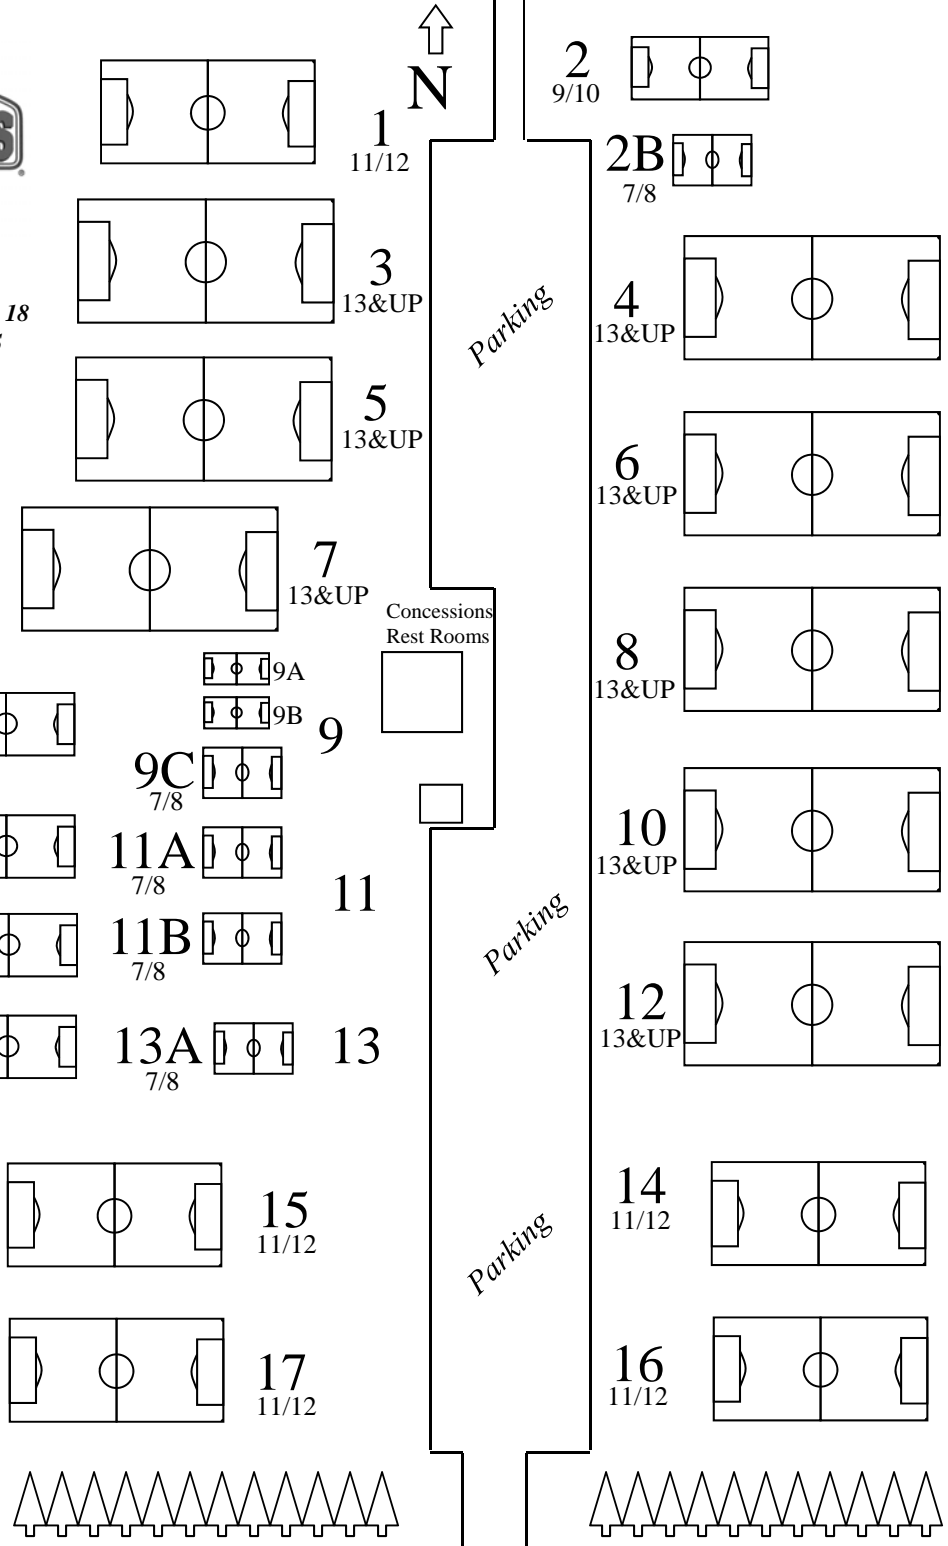 N
1
11/12
2
9/10
2B
7/8
3
13&UP
18
4
13&UP
Parking
5
13&UP
6
13&UP
7
13&UP
Concessions
Rest Rooms
8
13&UP
9A
9B
9
9C
7/8
10
13&UP
11A
7/8
11
11B
7/8
Parking
12
13&UP
13A
7/8
13
14
11/12
15
11/12
Parking
16
11/12
17
11/12